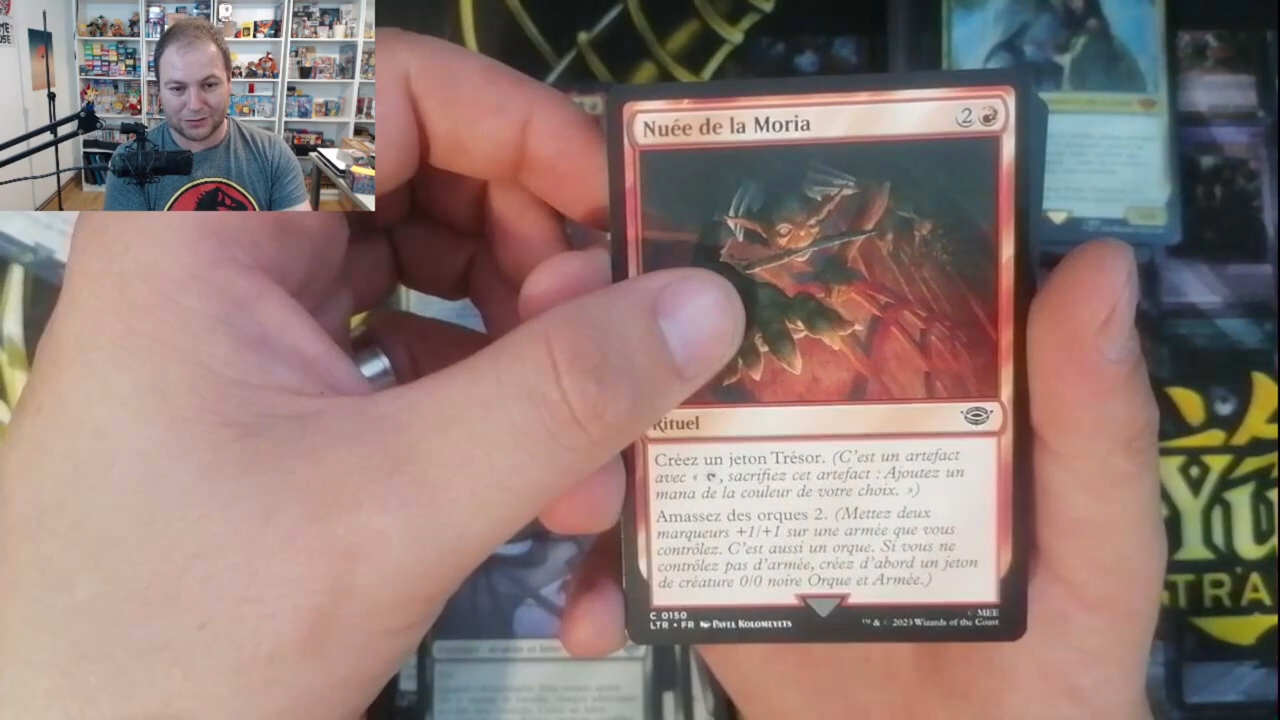 Nuée de la Moria
2
Rituel
Créez un jeton Trésor. (C'est un artefact
avec « , sacrifiez cet artefact : Ajoutez un
mana de la couleur de votre choix. »)
Amassez des orques 2. (Mettez deux
marqueurs +1/+1 sur une armée que vous
contrôlez. C'est aussi un orque. Si vous ne
contrôlez pas d'armée, créez d'abord un jeton
de créature 0/0 noire Orque et Armée.)
C 0150
LTR • FR PAVEL KOLOMEYETS
MEE
™ & © 2023 Wizards of the Coast
Yu
TRA